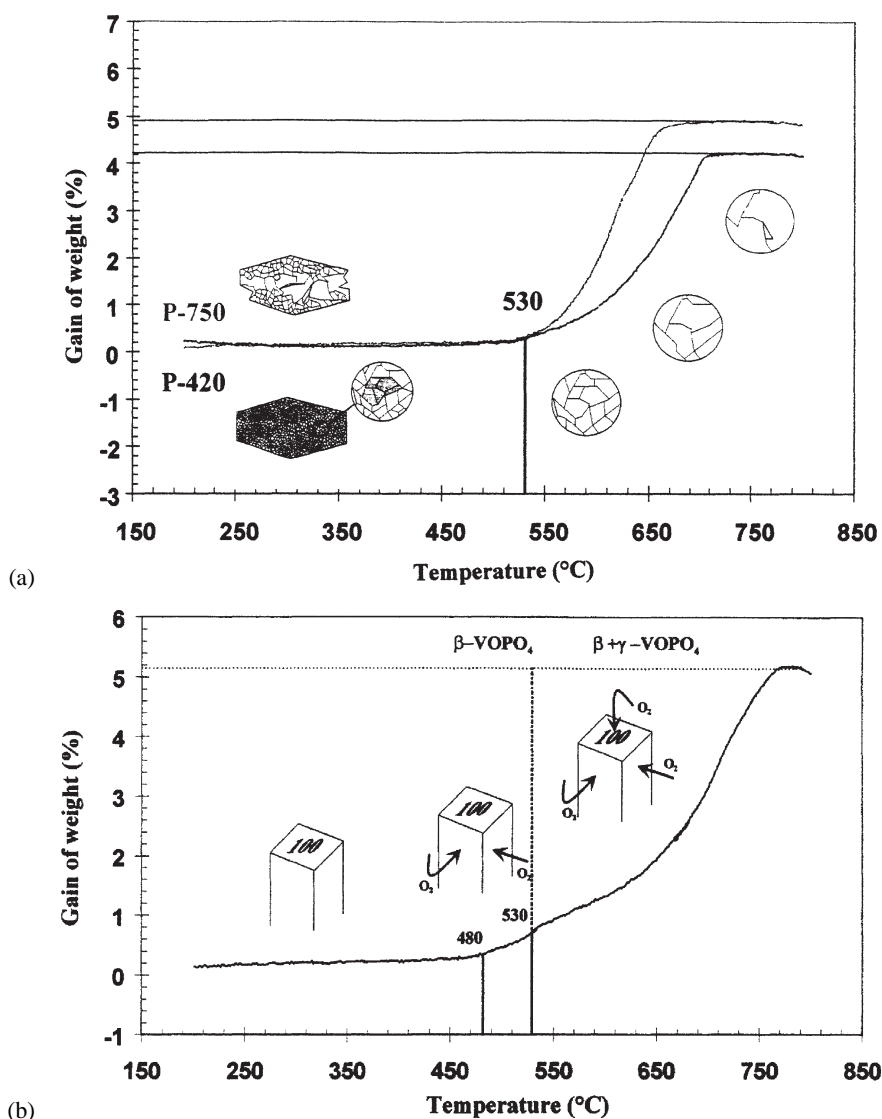 7
6
5
4
3
2
1
0
-1
-2
-3
Gain of weight (%)
P-750
P-420
530
150 250 350 450 550 650 750 850
Temperature (°C)
(a)
6
5
4
3
2
1
0
-1
Gain of weight (%)
β–VOPO₄ β+γ–VOPO₄
100
100
O₂ O₂
100
O₂
O₂ O₂
480
530
150 250 350 450 550 650 750 850
Temperature (°C)
(b)